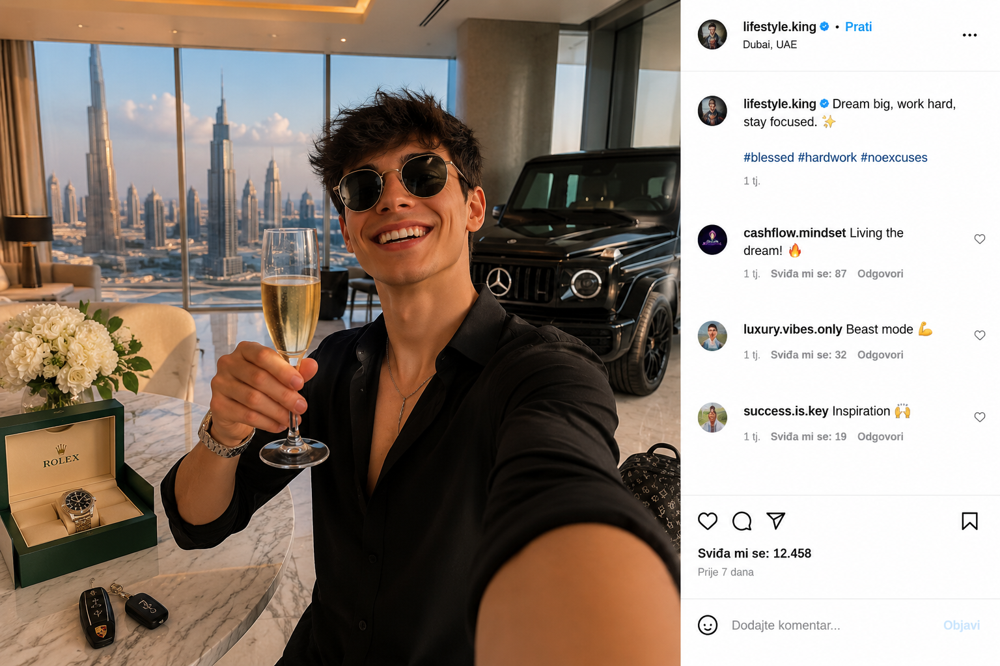 ROLEX
lifestyle.king • Prati
Dubai, UAE
lifestyle.king Dream big, work hard,
stay focused. ✨
#blessed #hardwork #noexcuses
1 tj.
cashflow.mindset Living the
dream! 🔥
1 tj. Sviđa mi se: 87 Odgovori
luxury.vibes.only Beast mode 💪
1 tj. Sviđa mi se: 32 Odgovori
success.is.key Inspiration 🙌
1 tj. Sviđa mi se: 19 Odgovori
Sviđa mi se: 12.458
Prije 7 dana
Dodajte komentar... Objavi